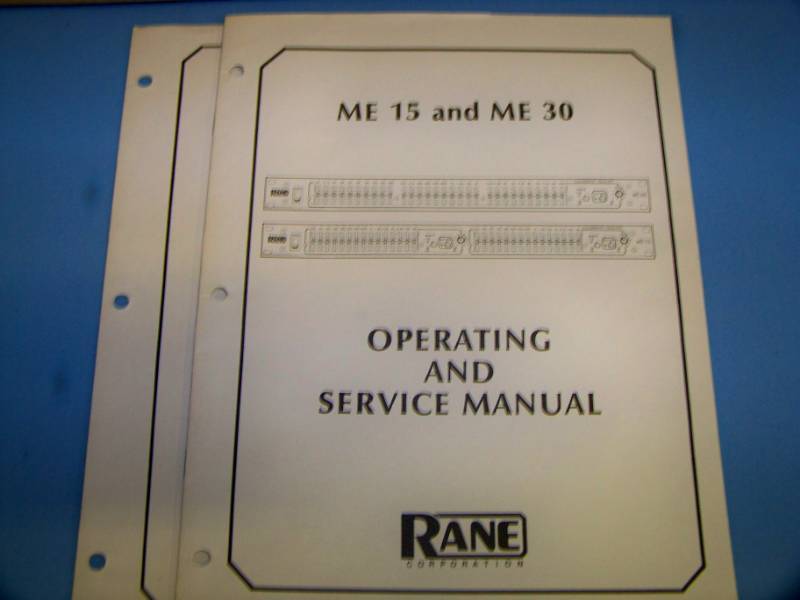 ME 15 and ME 30
OPERATING
AND
SERVICE MANUAL
RANE
CORPORATION